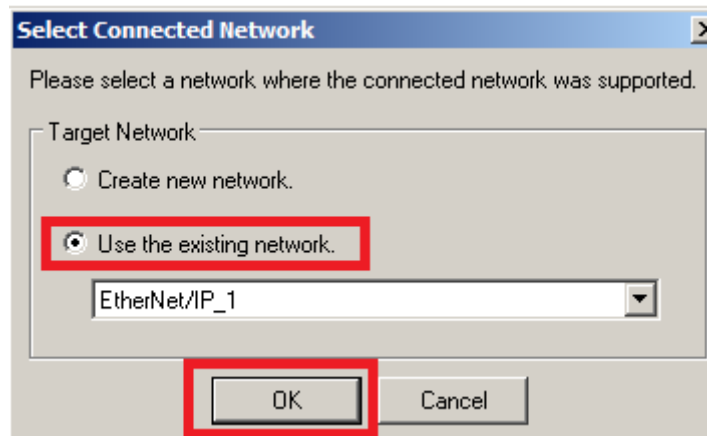 Select Connected Network
Please select a network where the connected network was supported.
Target Network
Create new network.
Use the existing network.
EtherNet/IP_1
OK
Cancel